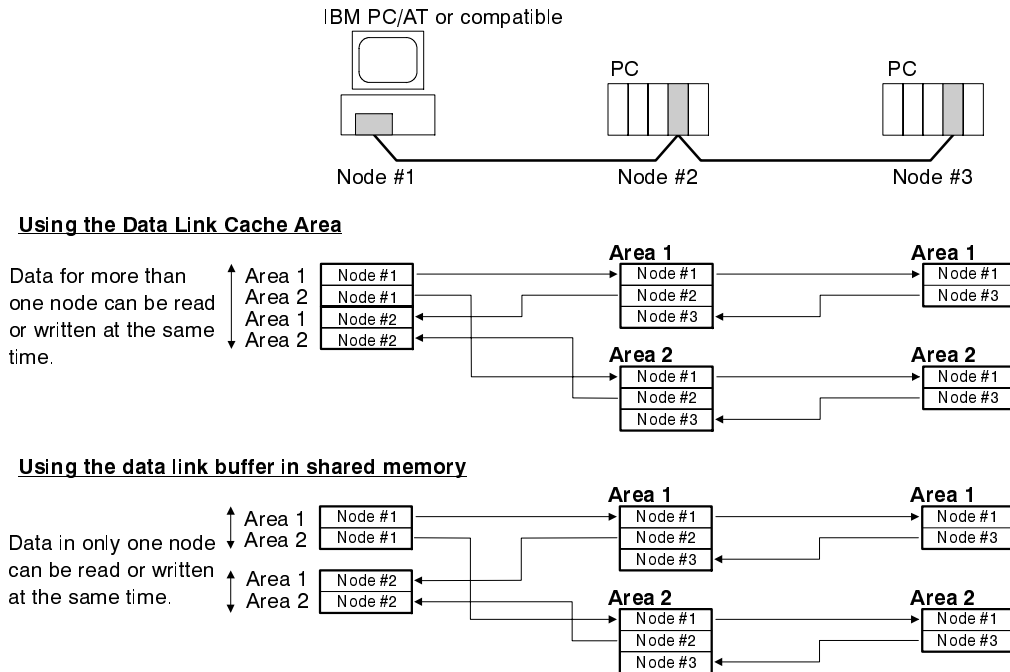 IBM PC/AT or compatible
PC
PC
Node #1
Node #2
Node #3
Using the Data Link Cache Area
Data for more than
one node can be read
or written at the same
time.
Area 1
Area 2
Area 1
Area 2
Node #1
Node #1
Node #2
Node #2
Area 1
Node #1
Node #2
Node #3
Area 1
Node #1
Node #3
Area 2
Node #1
Node #2
Node #3
Area 2
Node #1
Node #3
Using the data link buffer in shared memory
Data in only one node
can be read or written
at the same time.
Area 1
Area 2
Area 1
Area 2
Node #1
Node #1
Node #2
Node #2
Area 1
Node #1
Node #2
Node #3
Area 1
Node #1
Node #3
Area 2
Node #1
Node #2
Node #3
Area 2
Node #1
Node #3